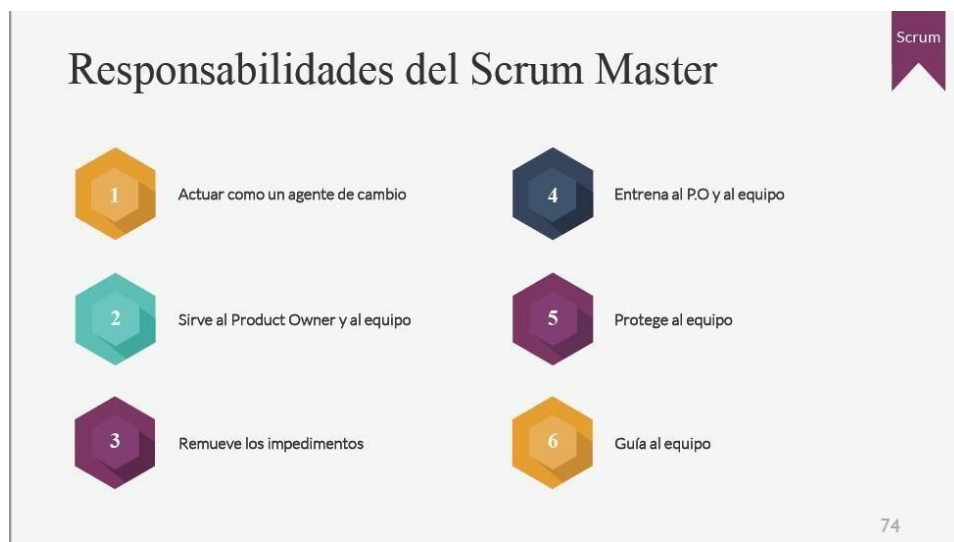 Scrum
Responsabilidades del Scrum Master
1
Actuar como un agente de cambio
2
Sirve al Product Owner y al equipo
3
Remueve los impedimentos
4
Entrena al P.O y al equipo
5
Protege al equipo
6
Guía al equipo
74